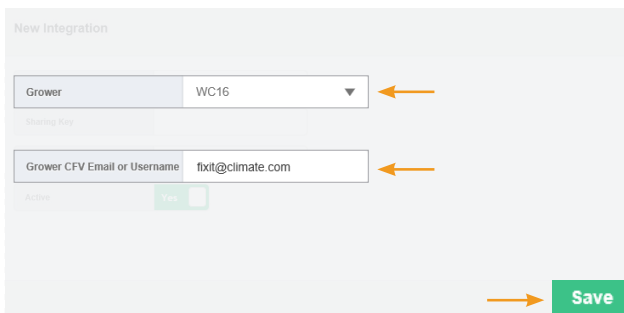 New Integration
Grower WC16
Sharing Key
Grower CFV Email or Username fixit@climate.com
Active Yes
Save